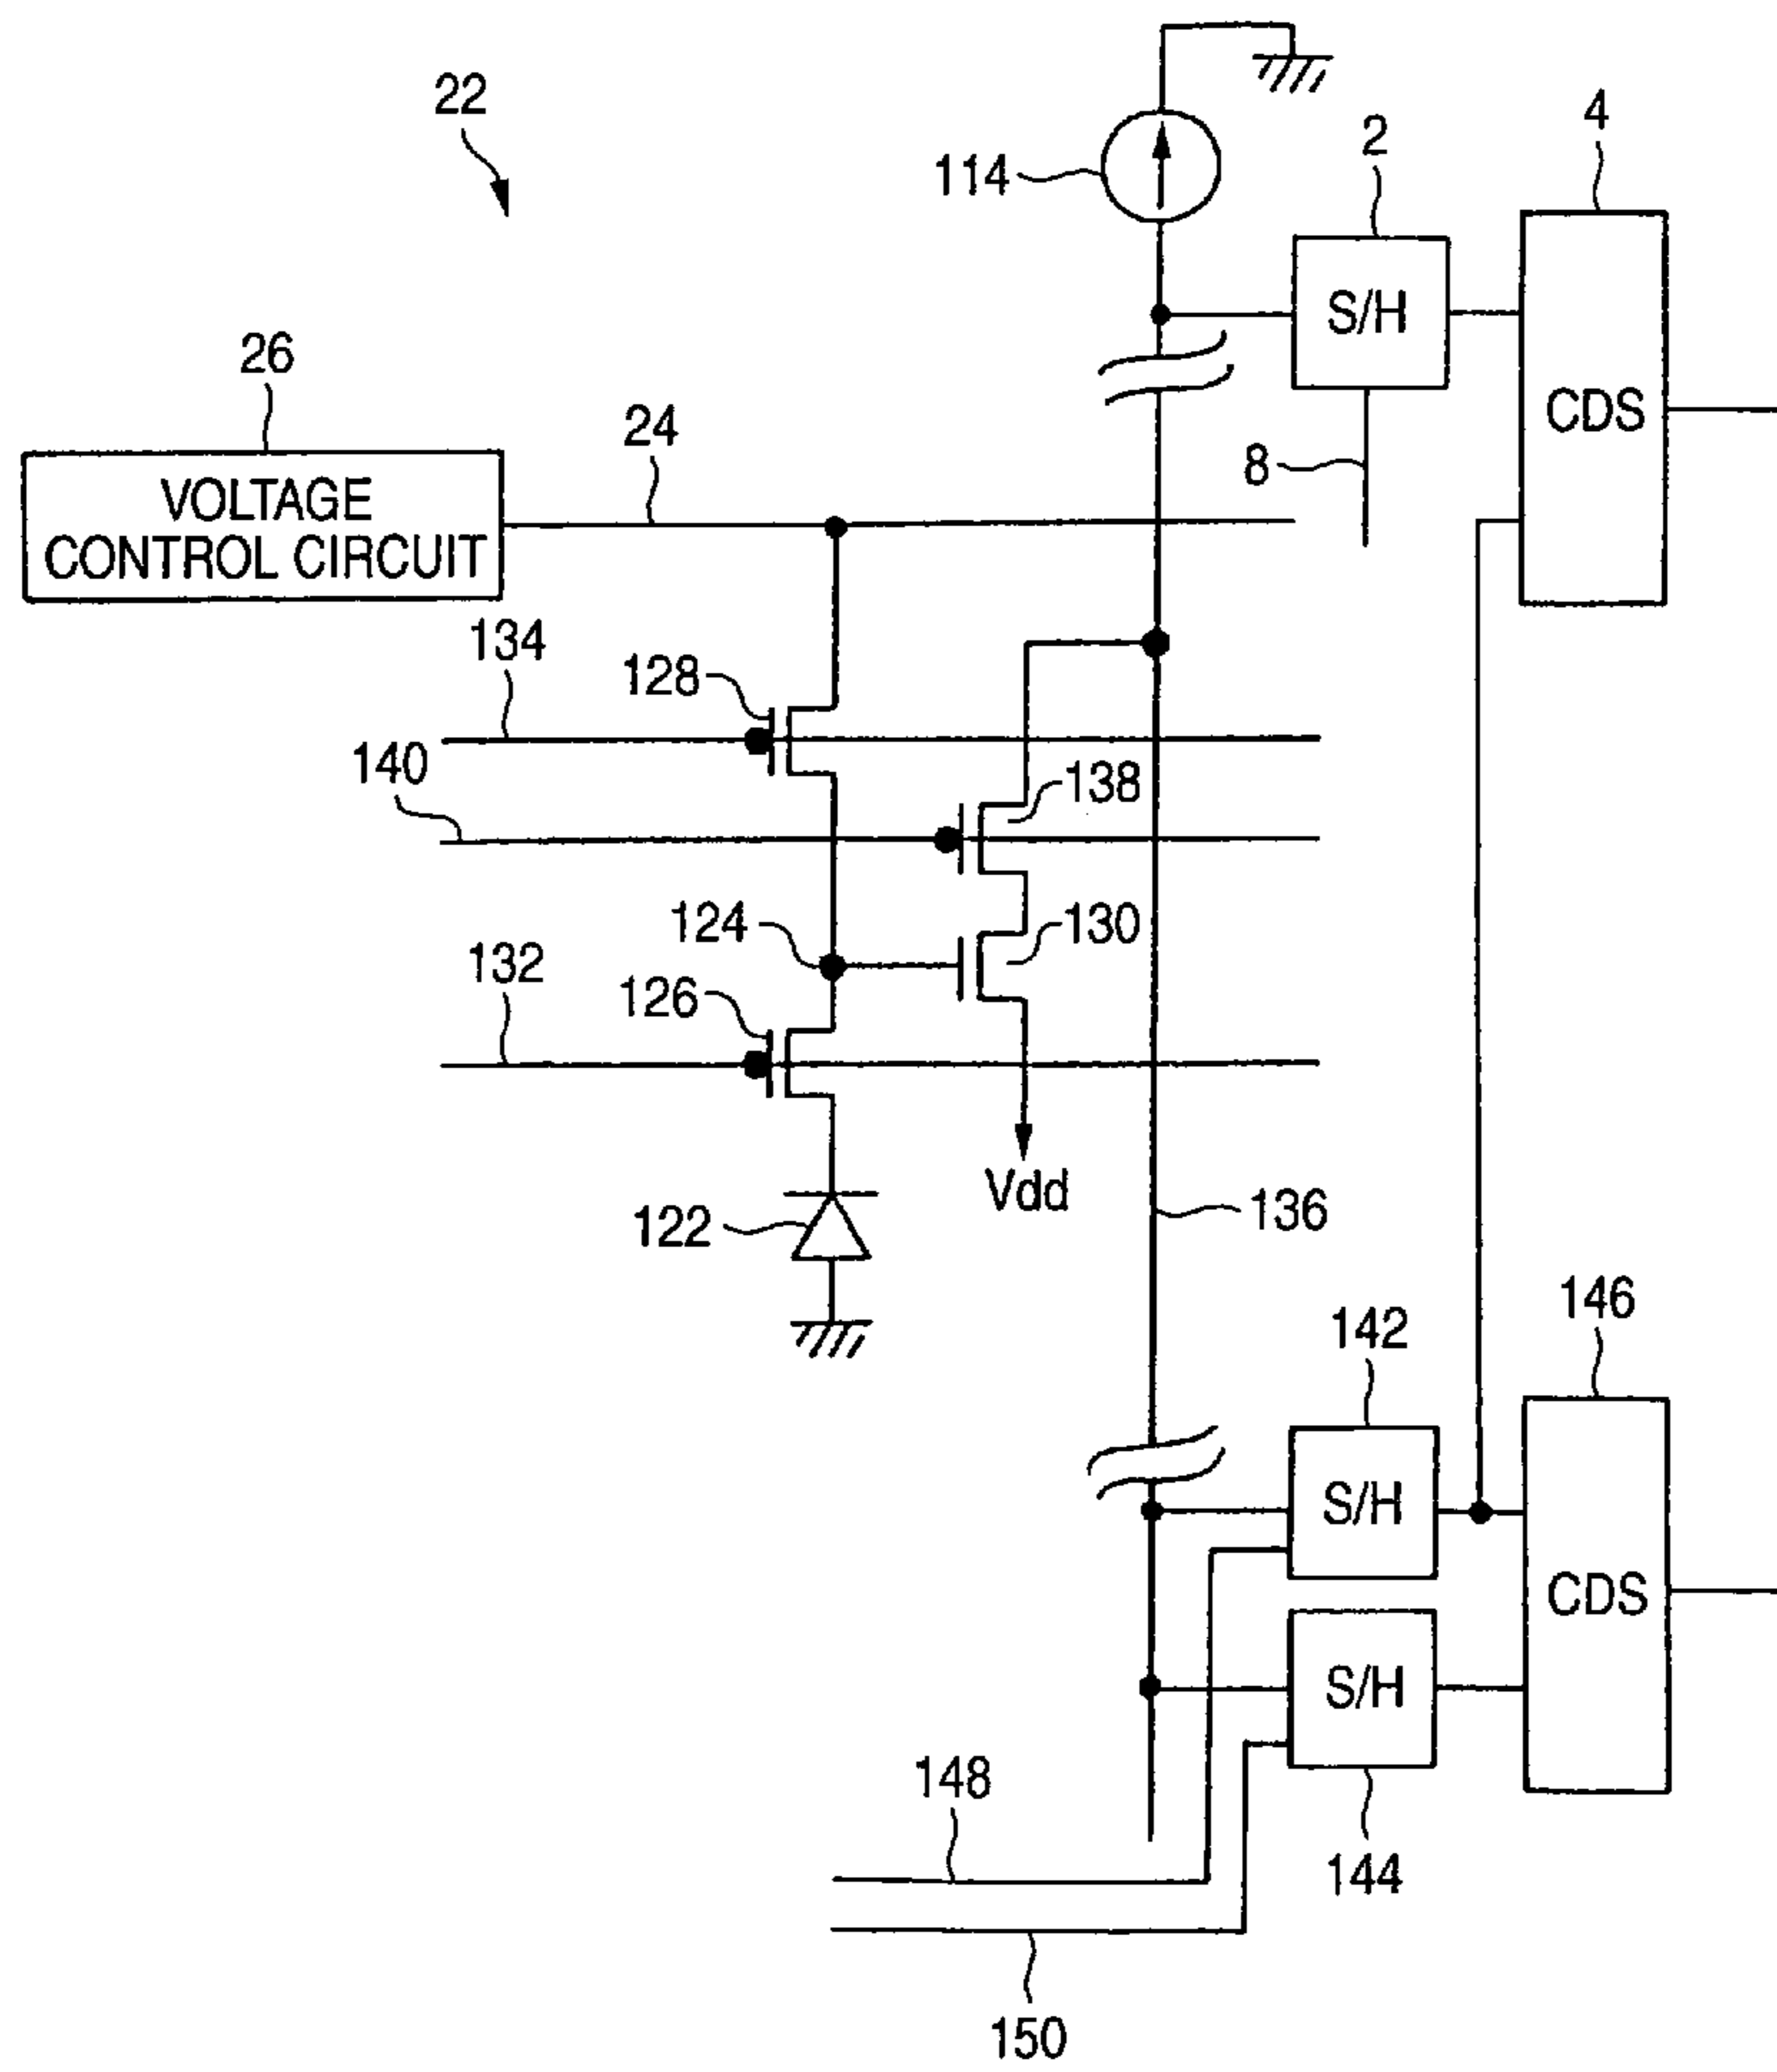 22
114
2
4
S/H
CDS
26
24
8
VOLTAGE
CONTROL CIRCUIT
134
128
140
138
124
130
132
126
Vdd
122
136
142
146
S/H
CDS
S/H
148
144
150